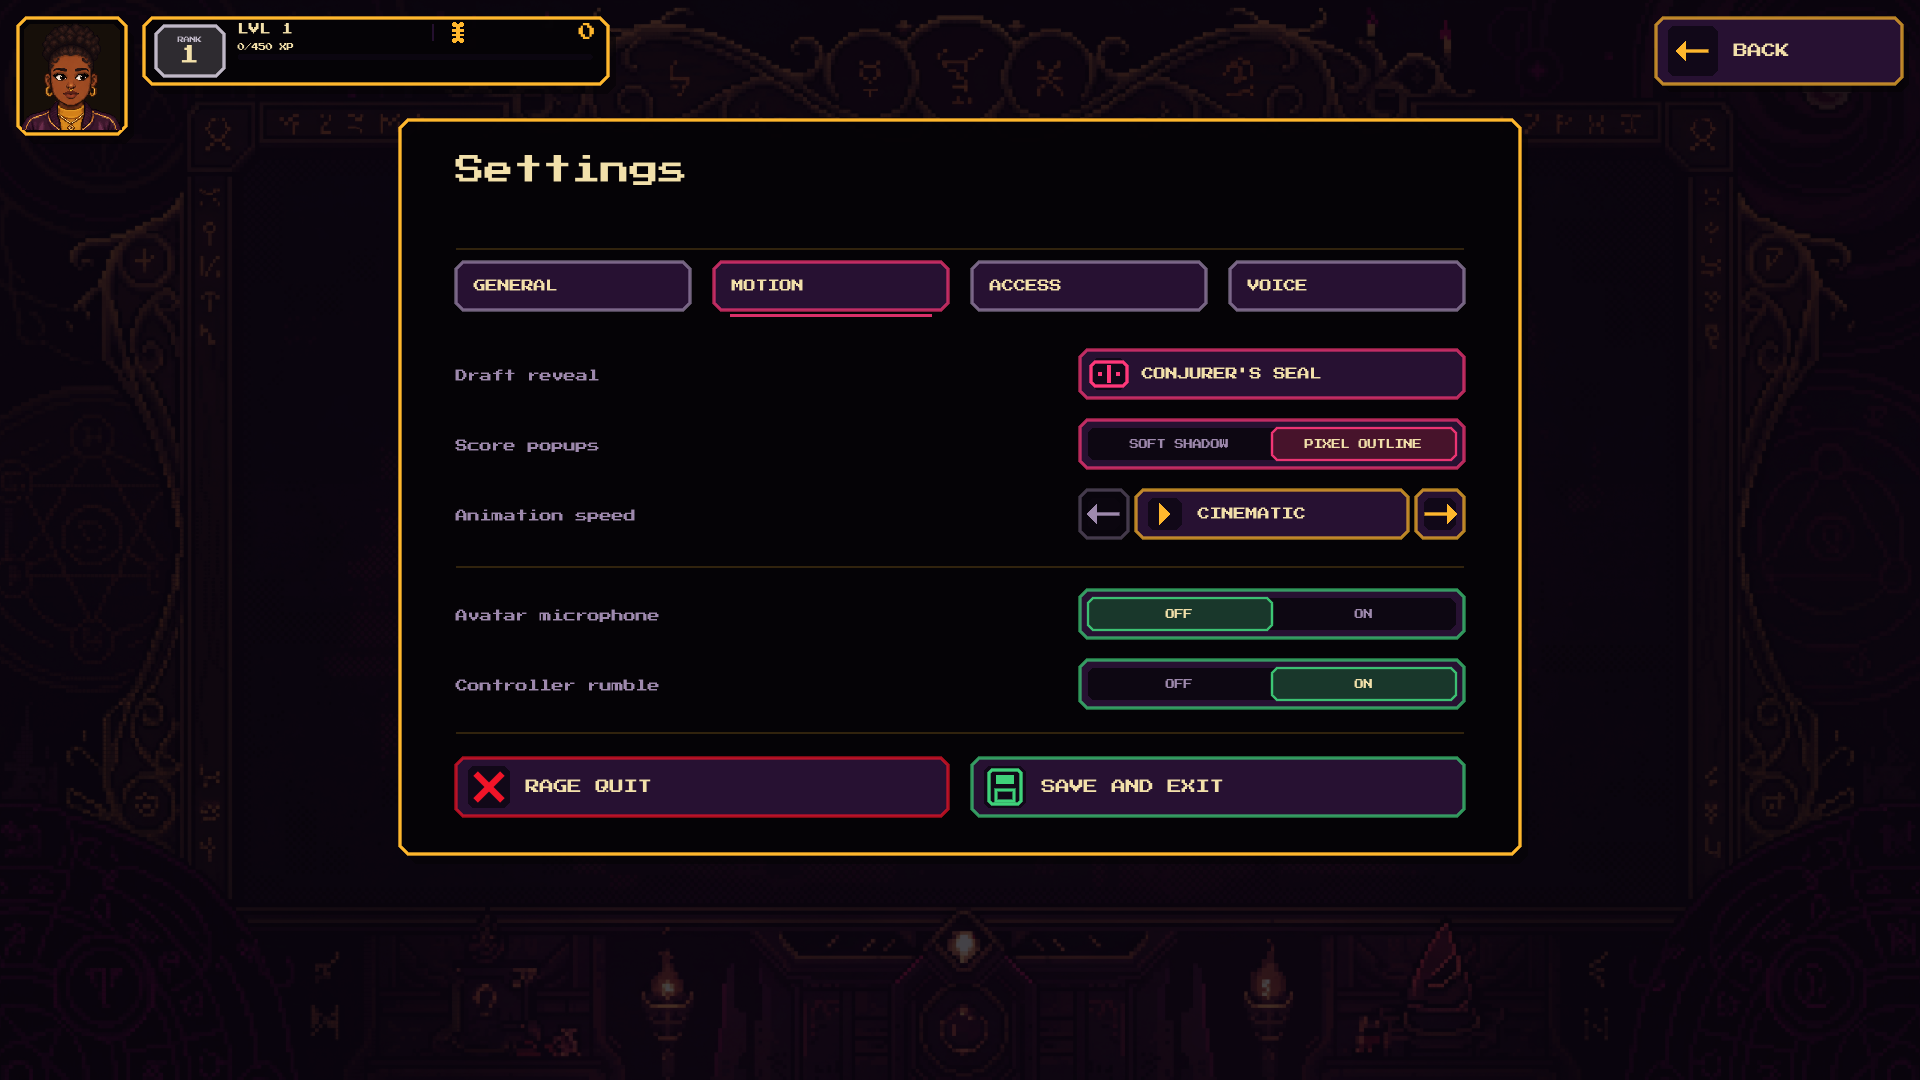 RANK
1
LVL 1
0/450 XP
0
BACK
Settings
GENERAL
MOTION
ACCESS
VOICE
Draft reveal
CONJURER'S SEAL
Score popups
SOFT SHADOW
PIXEL OUTLINE
Animation speed
CINEMATIC
Avatar microphone
OFF
ON
Controller rumble
OFF
ON
RAGE QUIT
SAVE AND EXIT